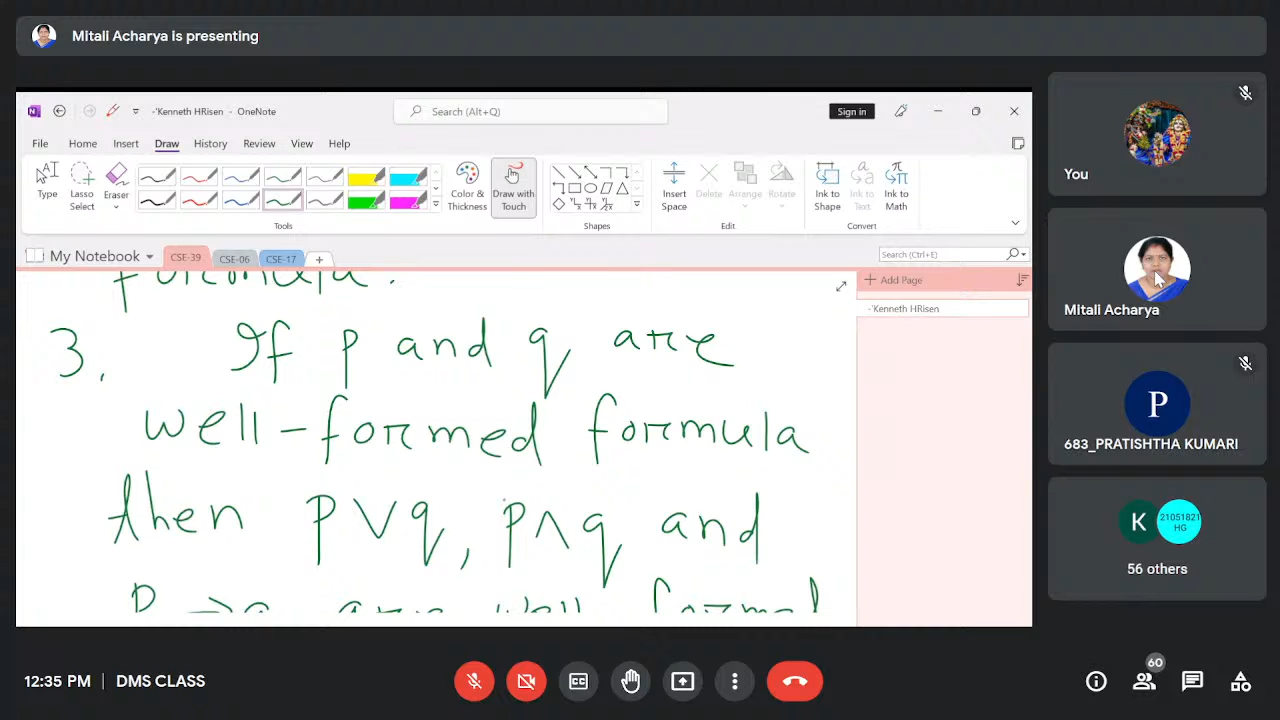 Mitali Acharya is presenting
-'Kenneth HRisen - OneNote
Search (Alt+Q)
Sign in
File Home Insert Draw History Review View Help
Type
Lasso Select
Eraser
Color & Thickness
Draw with Touch
Insert Space
Delete
Arrange
Rotate
Ink to Shape
Ink to Text
Ink to Math
Tools
Shapes
Edit
Convert
My Notebook
CSE-39
CSE-06
CSE-17
Search (Ctrl+E)
Add Page
-'Kenneth HRisen
formula.
3. If p and q are
well-formed formula
then p∨q, p∧q and
p → q are well formed
You
Mitali Acharya
P
683_PRATISHTHA KUMARI
K
21051821 HG
56 others
12:35 PM | DMS CLASS
60